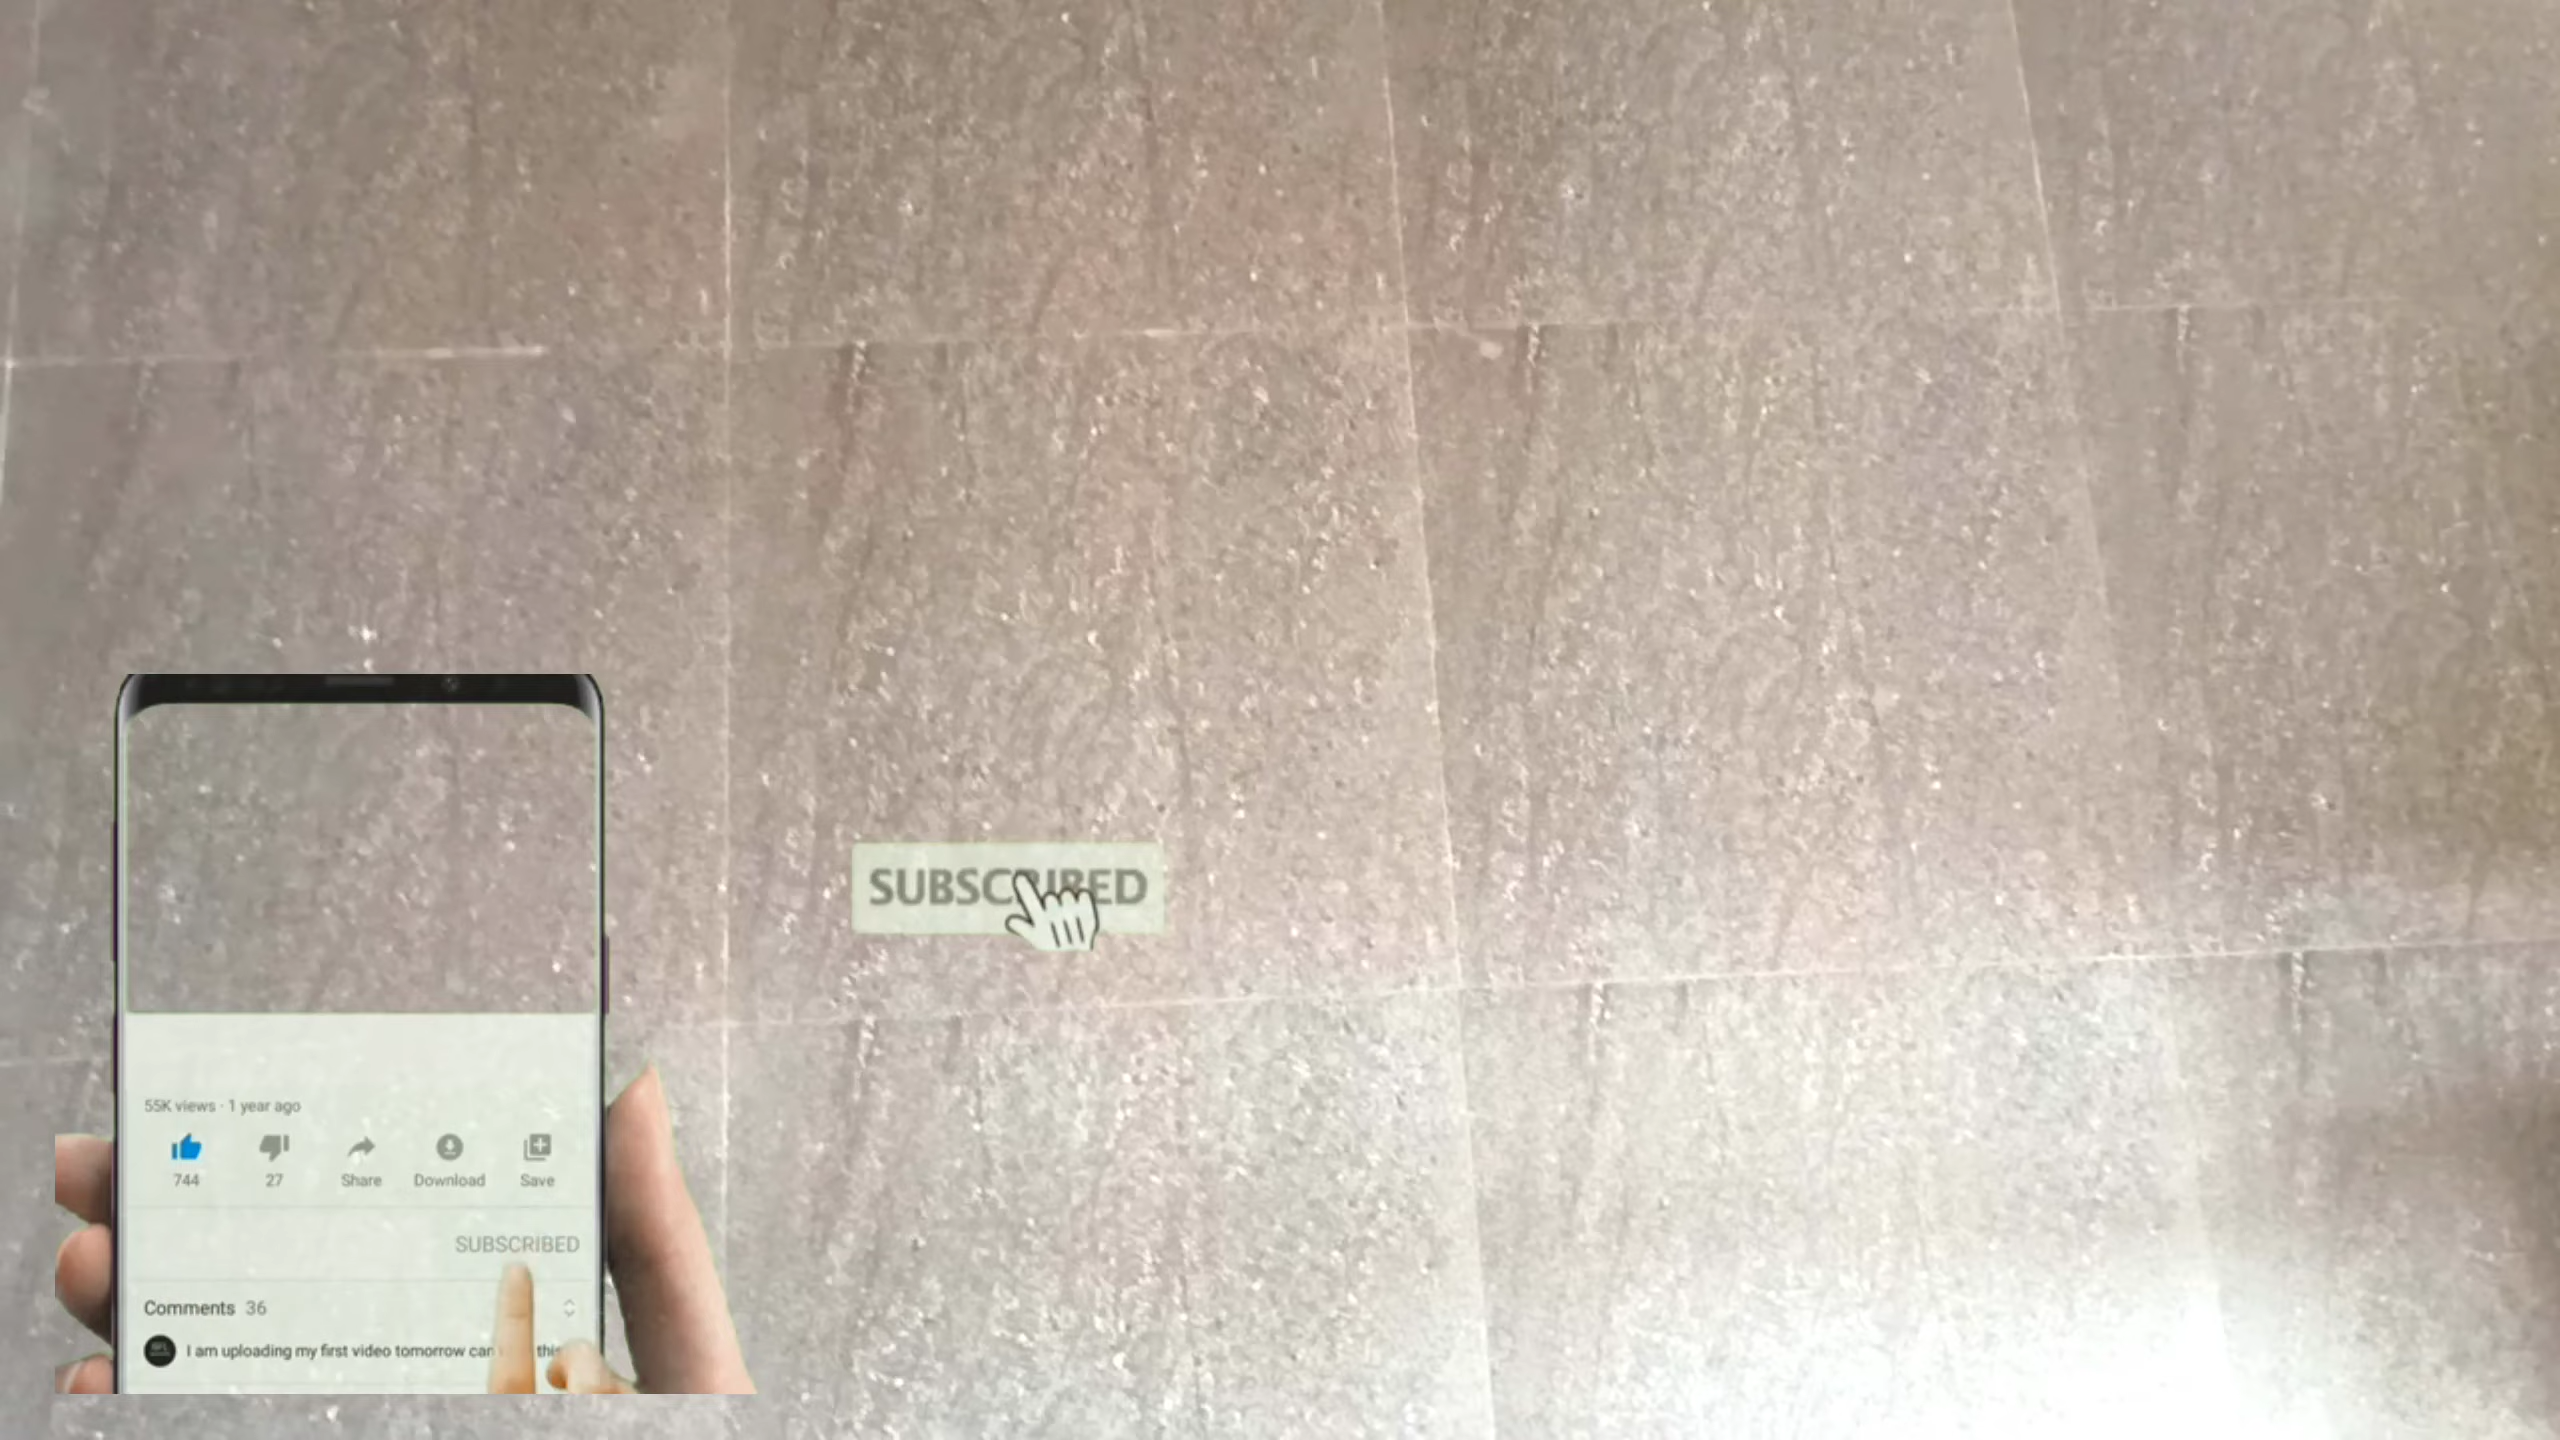 SUBSCRIBED
55K views · 1 year ago
744
27
Share
Download
Save
SUBSCRIBED
Comments 36
I am uploading my first video tomorrow can